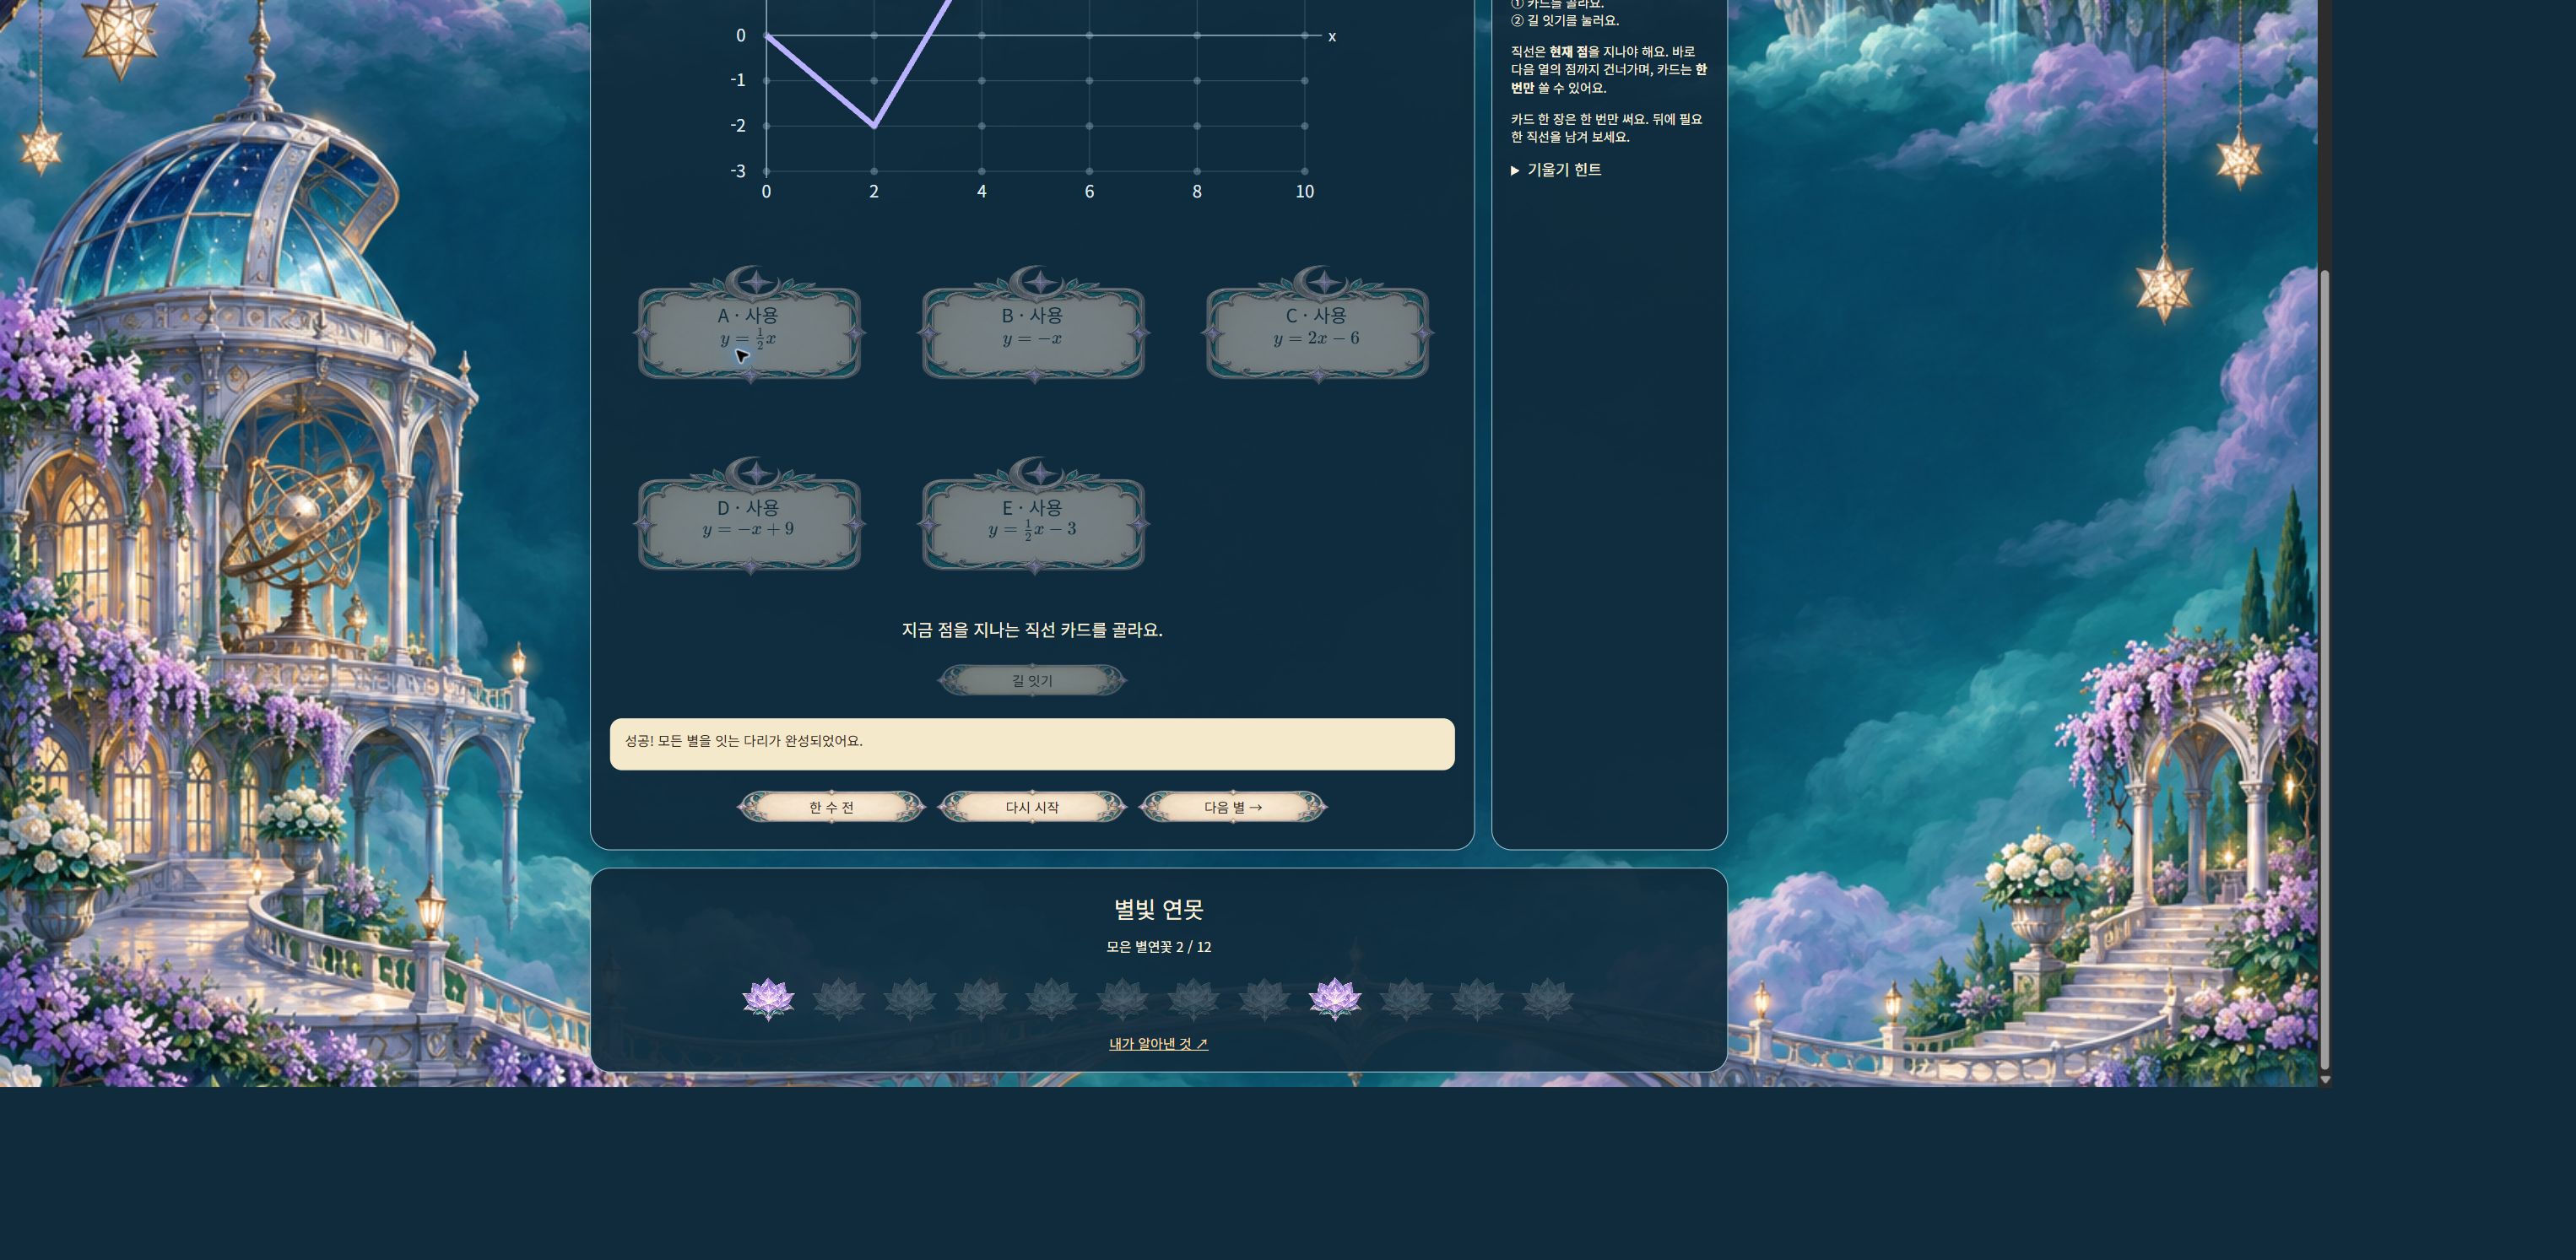 0
x
-1
-2
-3
0 2 4 6 8 10
A · 사용
y = 1/2 x
B · 사용
y = −x
C · 사용
y = 2x − 6
D · 사용
y = −x + 9
E · 사용
y = 1/2 x − 3
지금 점을 지나는 직선 카드를 골라요.
길 잇기
성공! 모든 별을 잇는 다리가 완성되었어요.
한 수 전
다시 시작
다음 별 →
① 카드를 골라요.
② 길 잇기를 눌러요.
직선은 현재 점을 지나야 해요. 바로
다음 열의 점까지 건너가며, 카드는 한
번만 쓸 수 있어요.
카드 한 장은 한 번만 써요. 뒤에 필요
한 직선을 남겨 보세요.
▶ 기울기 힌트
별빛 연못
모은 별연꽃 2 / 12
내가 알아낸 것 ↗